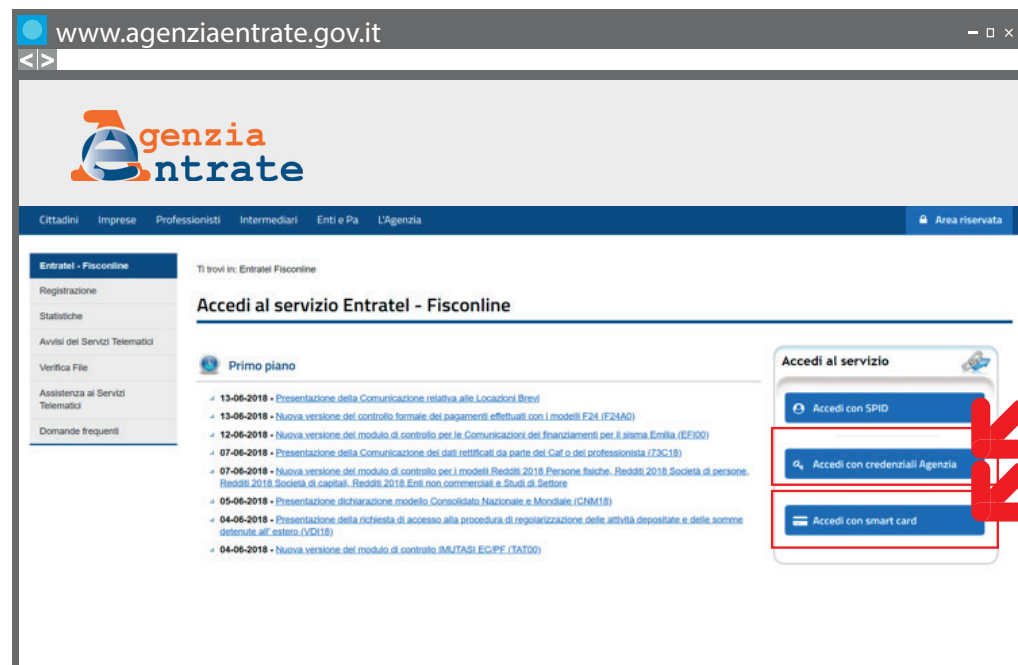 www.agenziaentrate.gov.it
Agenzia
Entrate
Cittadini Imprese Professionisti Intermediari Enti e Pa L'Agenzia Area riservata
Entratel - Fisconline
Registrazione
Statistiche
Avvisi dei Servizi Telematici
Verifica File
Assistenza ai Servizi
Telematici
Domande frequenti
Ti trovi in: Entratel Fisconline
Accedi al servizio Entratel - Fisconline
Primo piano
13-06-2018 - Presentazione della Comunicazione relativa alle Locazioni Brevi
13-06-2018 - Nuova versione del controllo formale dei pagamenti effettuati con i modelli F24 (F24A0)
12-06-2018 - Nuova versione del modulo di controllo per le Comunicazioni dei finanziamenti per il sisma Emilia (EFI00)
07-06-2018 - Presentazione della Comunicazione dei dati rettificati da parte del Caf o del professionista (73C18)
07-06-2018 - Nuova versione del modulo di controllo per i modelli Redditi 2018 Persone fisiche, Redditi 2018 Società di persone,
Redditi 2018 Società di capitali, Redditi 2018 Enti non commerciali e Studi di Settore
05-06-2018 - Presentazione dichiarazione modello Consolidato Nazionale e Mondiale (CNM18)
04-06-2018 - Presentazione della richiesta di accesso alla procedura di regolarizzazione delle attività depositate e delle somme
detenute all' estero (VDI18)
04-06-2018 - Nuova versione del modulo di controllo IMUTASI EC/PF (TAT00)
Accedi al servizio
Accedi con SPID
Accedi con credenziali Agenzia
Accedi con smart card